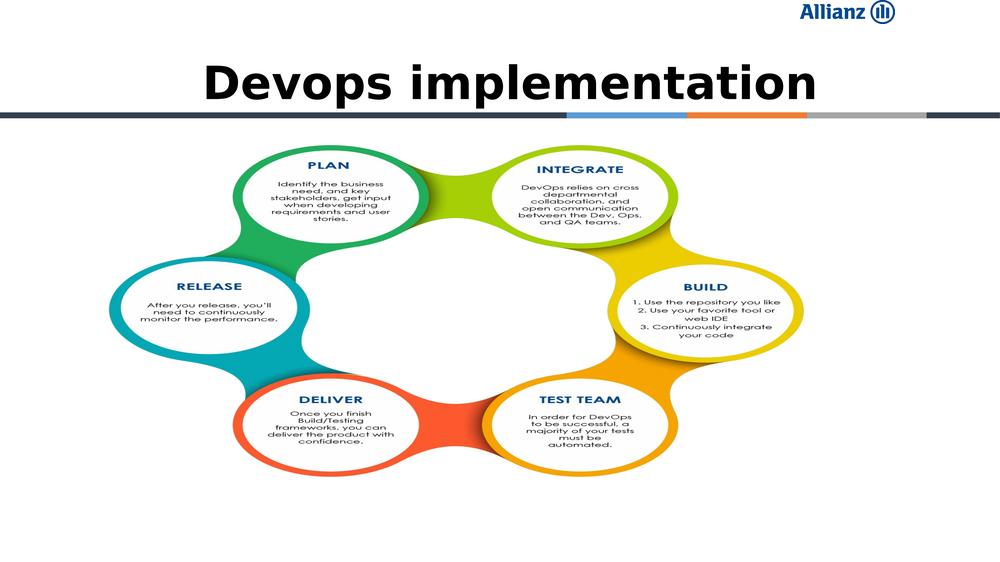 Allianz
Devops implementation
PLAN
Identify the business
need, and key
stakeholders, get input
when developing
requirements and user
stories.
INTEGRATE
DevOps relies on cross
departmental
collaboration, and
open communication
between the Dev, Ops,
and QA teams.
BUILD
1. Use the repository you like
2. Use your favorite tool or
web IDE
3. Continuously integrate
your code
TEST TEAM
In order for DevOps
to be successful, a
majority of your tests
must be
automated.
DELIVER
Once you finish
Build/Testing
frameworks, you can
deliver the product with
confidence.
RELEASE
After you release, you'll
need to continuously
monitor the performance.